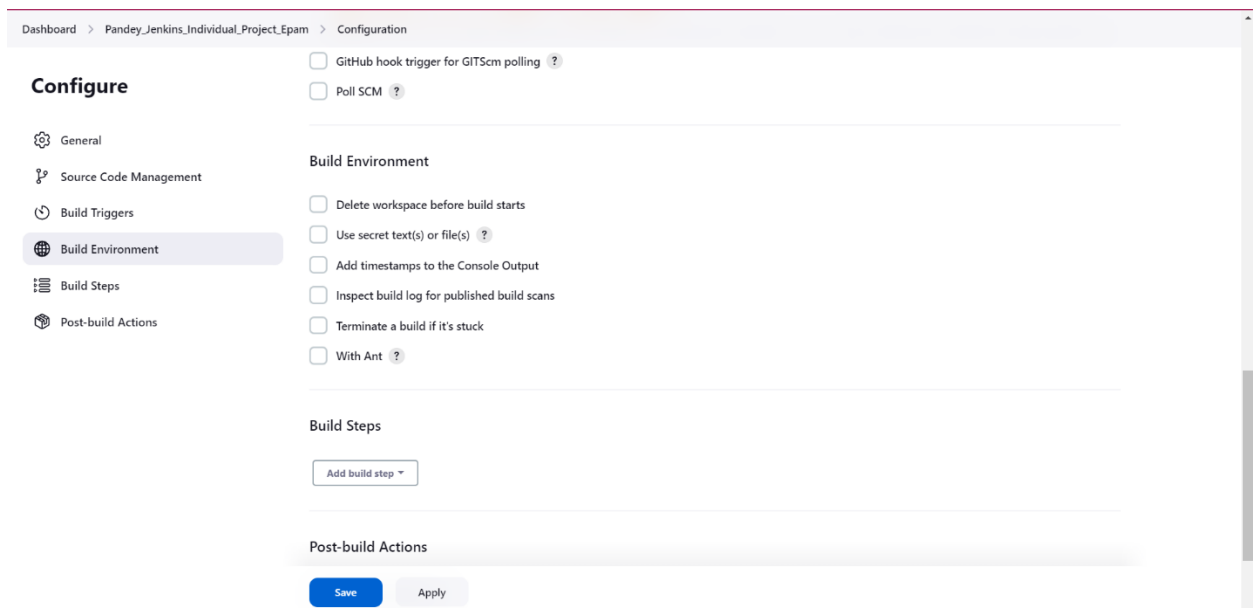 Dashboard > Pandey_Jenkins_Individual_Project_Epam > Configuration
Configure
General
Source Code Management
Build Triggers
Build Environment
Build Steps
Post-build Actions
GitHub hook trigger for GITScm polling ?
Poll SCM ?
Build Environment
Delete workspace before build starts
Use secret text(s) or file(s) ?
Add timestamps to the Console Output
Inspect build log for published build scans
Terminate a build if it's stuck
With Ant ?
Build Steps
Add build step
Post-build Actions
Save Apply